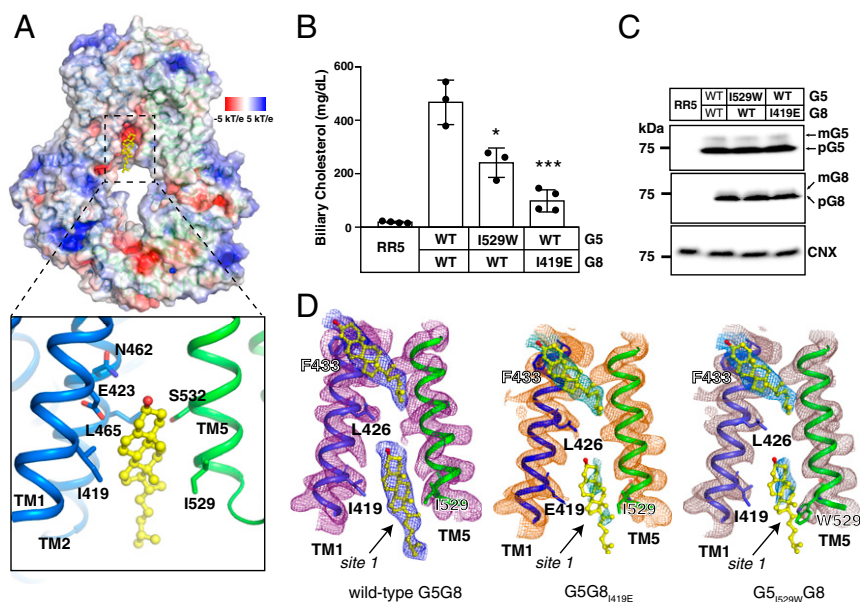 A
-5 kT/e 5 kT/e
N462
E423
S532
L465
TM5
I419
I529
TM1
TM2
B
Biliary Cholesterol (mg/dL)
600
400
200
0
*
***
RR5 WT I529W WT G5
WT WT I419E G8
C
RR5 WT I529W WT G5
WT WT I419E G8
kDa
75
mG5
pG5
75
mG8
pG8
75
CNX
D
F433
L426
I419
I529
TM1
TM5
site 1
wild-type G5G8
F433
L426
E419
I529
TM1
TM5
site 1
G5G8I419E
F433
L426
I419
W529
TM1
TM5
site 1
G5I529WG8